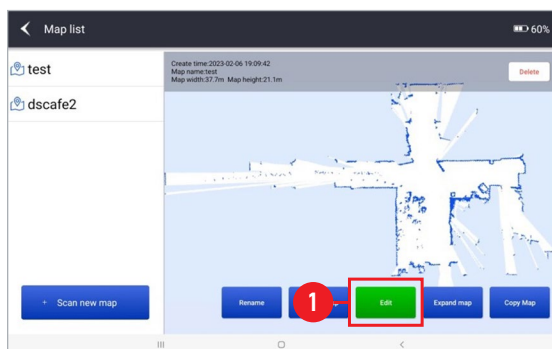 Map list
60%
test
dscafe2
Create time:2023-02-06 19:09:42
Map name:test
Map width:37.7m Map height:21.1m
Delete
+ Scan new map
Rename
1
Edit
Expand map
Copy Map